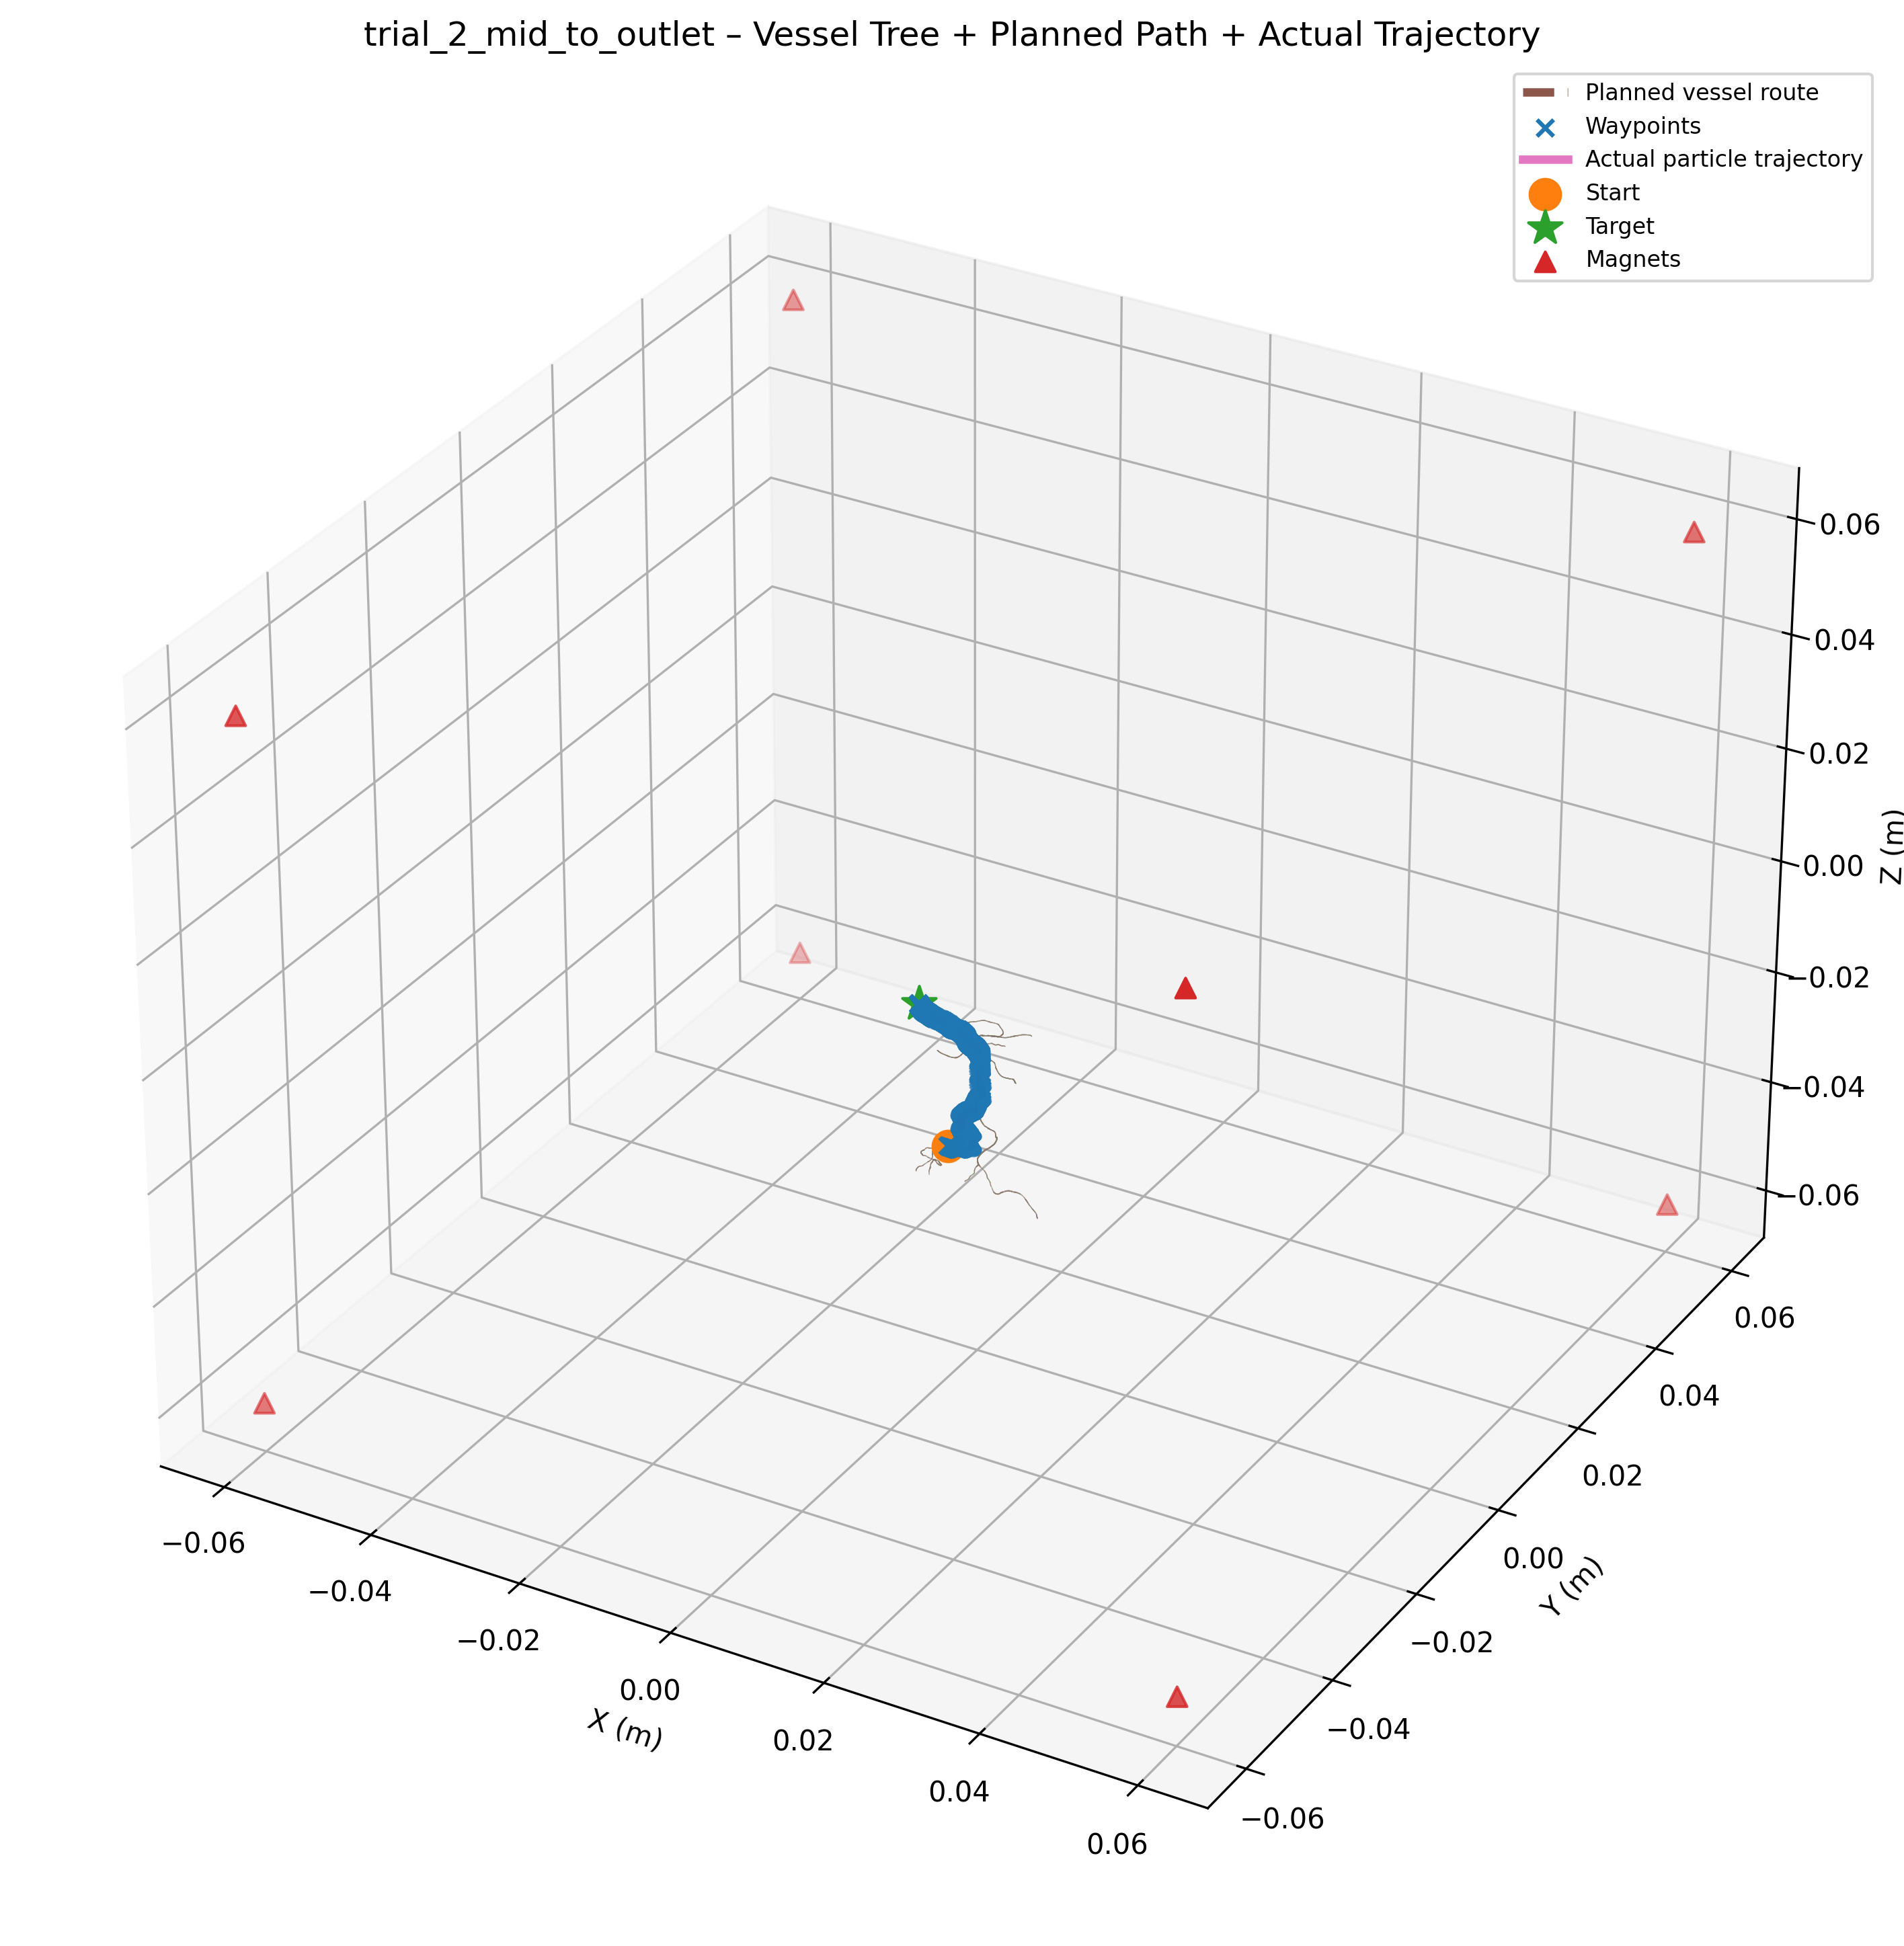 trial_2_mid_to_outlet – Vessel Tree + Planned Path + Actual Trajectory
Planned vessel route
Waypoints
Actual particle trajectory
Start
Target
Magnets
0.06
0.04
0.02
0.00
−0.02
−0.04
−0.06
Z (m)
0.06
0.04
0.02
0.00
−0.02
−0.04
−0.06
Y (m)
−0.06
−0.04
−0.02
0.00
0.02
0.04
0.06
X (m)